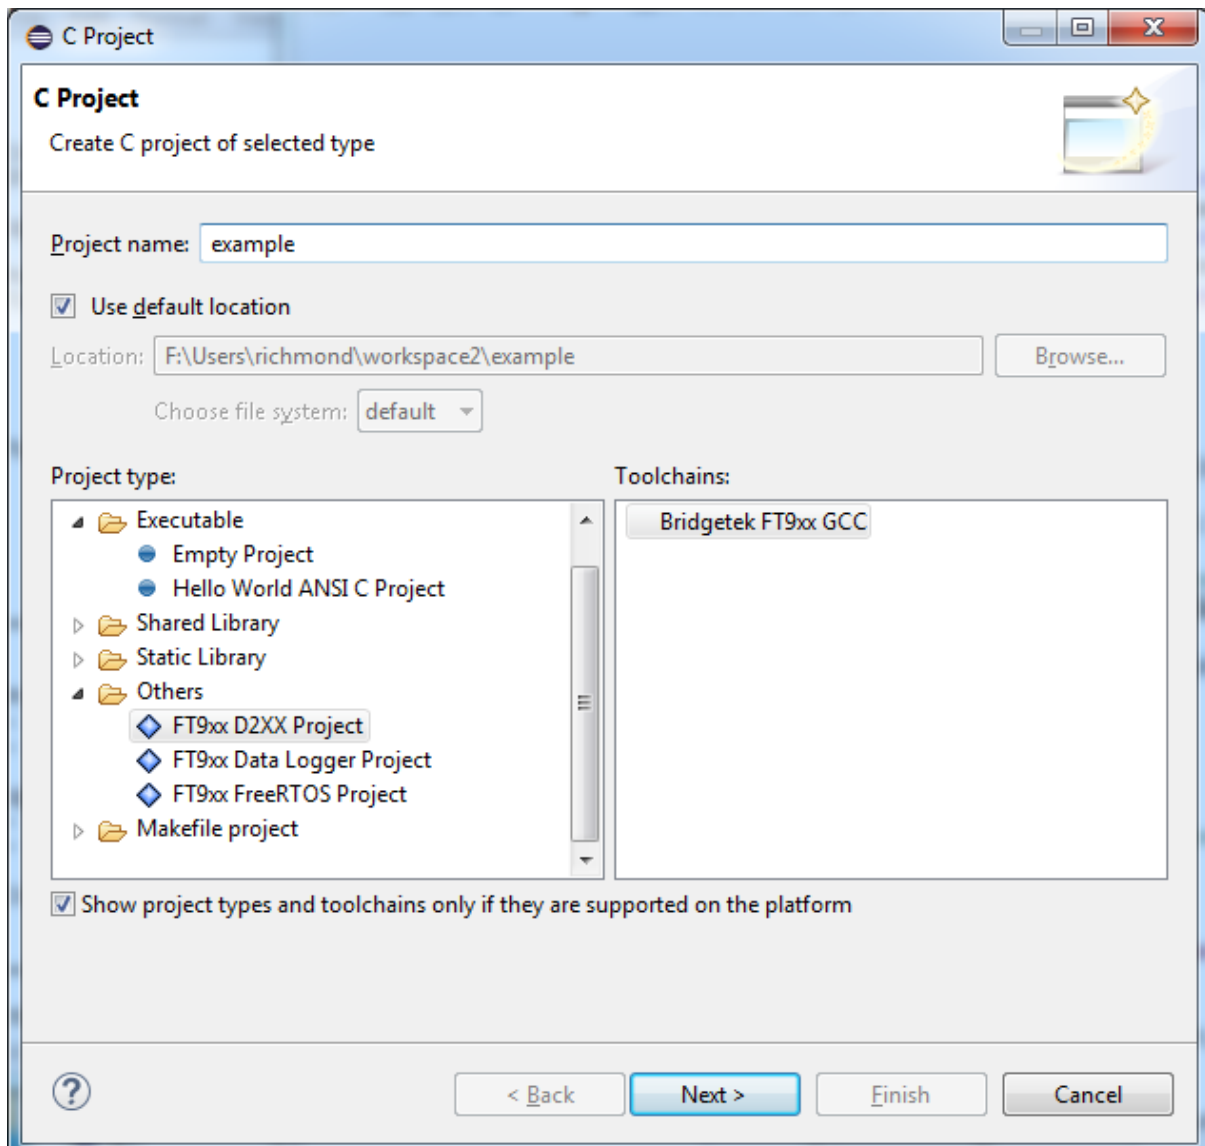 C Project
C Project
Create C project of selected type
Project name: example
Use default location
Location: F:\Users\richmond\workspace2\example Browse...
Choose file system: default
Project type: Toolchains:
Executable Bridgetek FT9xx GCC
Empty Project
Hello World ANSI C Project
Shared Library
Static Library
Others
FT9xx D2XX Project
FT9xx Data Logger Project
FT9xx FreeRTOS Project
Makefile project
Show project types and toolchains only if they are supported on the platform
? < Back Next > Finish Cancel